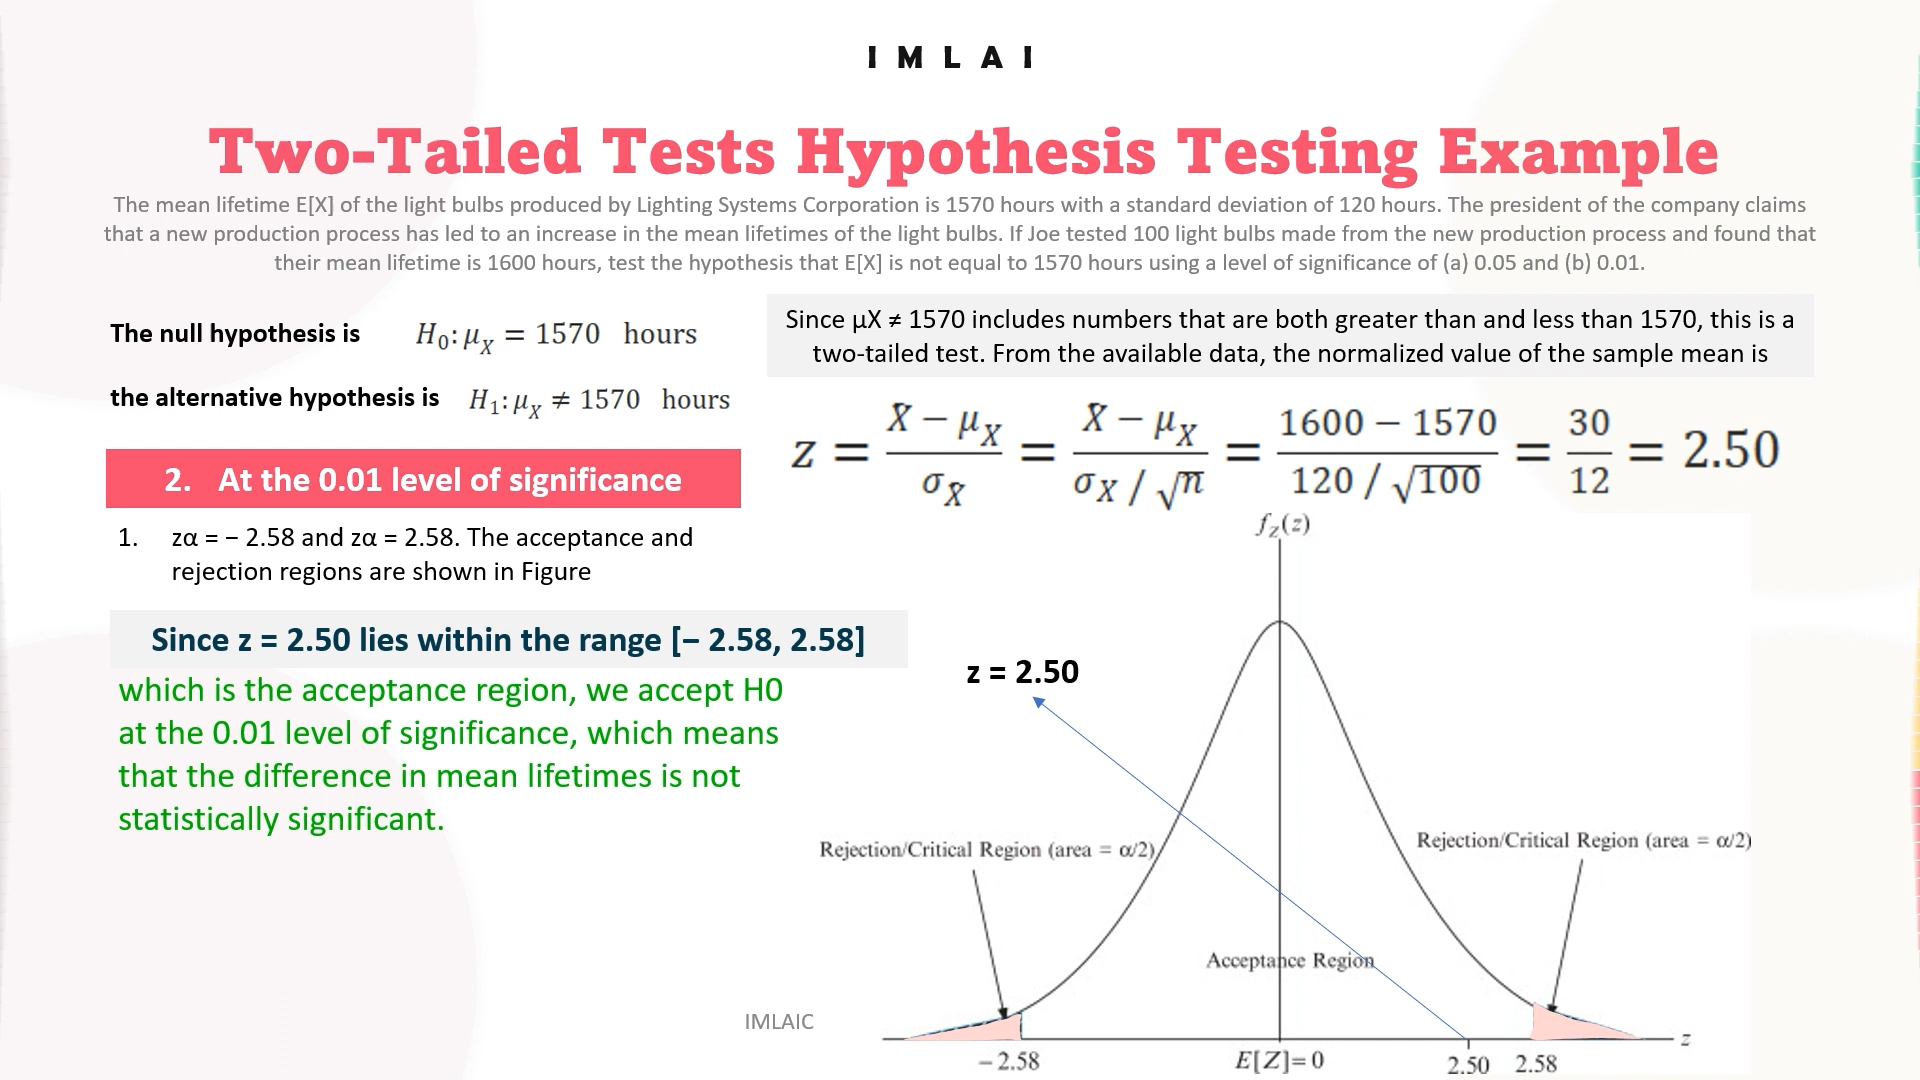 IMLAI
Two-Tailed Tests Hypothesis Testing Example
The mean lifetime E[X] of the light bulbs produced by Lighting Systems Corporation is 1570 hours with a standard deviation of 120 hours. The president of the company claims
that a new production process has led to an increase in the mean lifetimes of the light bulbs. If Joe tested 100 light bulbs made from the new production process and found that
their mean lifetime is 1600 hours, test the hypothesis that E[X] is not equal to 1570 hours using a level of significance of (a) 0.05 and (b) 0.01.
The null hypothesis is H₀: μ_X = 1570 hours
the alternative hypothesis is H₁: μ_X ≠ 1570 hours
Since μX ≠ 1570 includes numbers that are both greater than and less than 1570, this is a
two-tailed test. From the available data, the normalized value of the sample mean is
z = (X̄ − μ_X̄) / σ_X̄ = (X̄ − μ_X̄) / (σ_X / √n) = (1600 − 1570) / (120 / √100) = 30 / 12 = 2.50
2. At the 0.01 level of significance
1. zα = − 2.58 and zα = 2.58. The acceptance and
rejection regions are shown in Figure
Since z = 2.50 lies within the range [− 2.58, 2.58]
which is the acceptance region, we accept H0
at the 0.01 level of significance, which means
that the difference in mean lifetimes is not
statistically significant.
f_Z(z)
z = 2.50
Rejection/Critical Region (area = α/2)
Rejection/Critical Region (area = α/2)
Acceptance Region
z
− 2.58
E[Z]= 0
2.50
2.58
IMLAIC